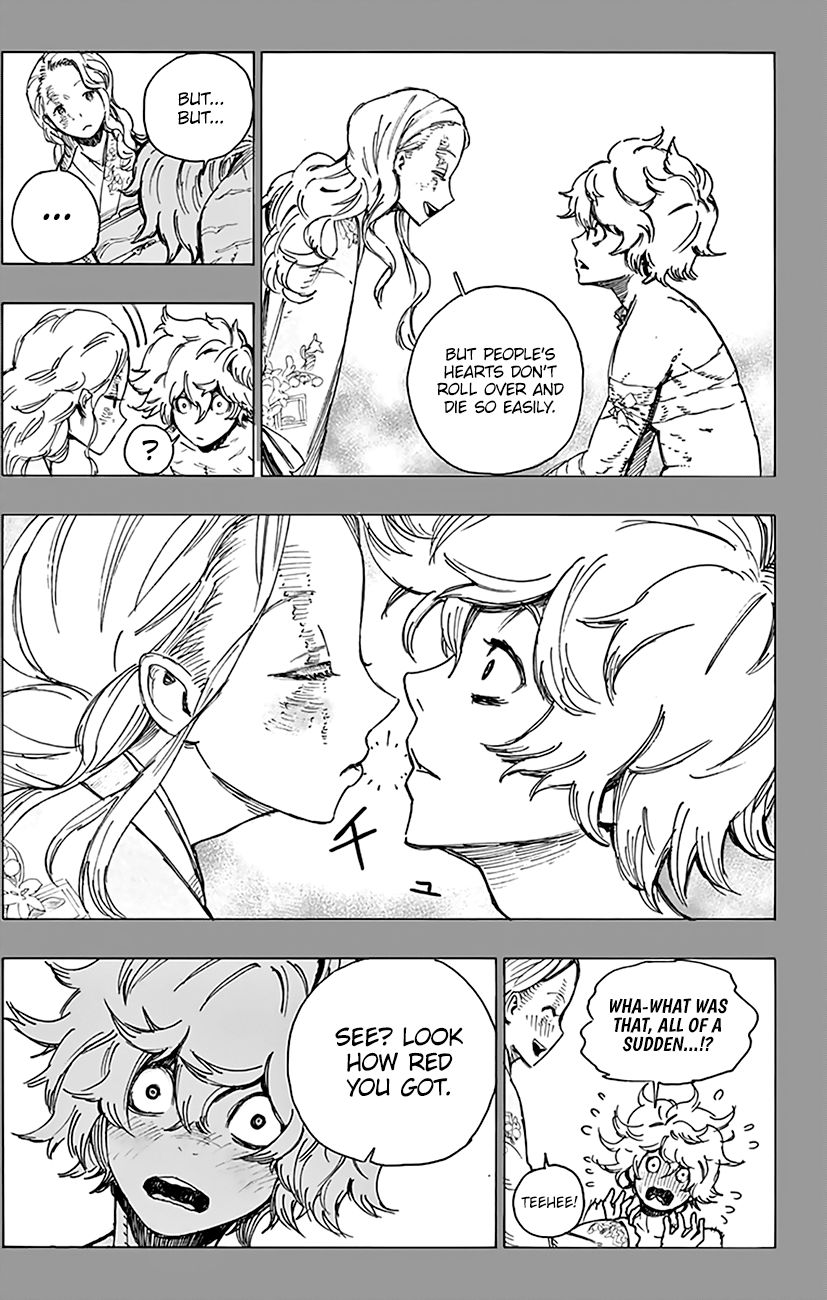 BUT...
BUT...
...
BUT PEOPLE'S
HEARTS DON'T
ROLL OVER AND
DIE SO EASILY.
?
チ
ュ
SEE? LOOK
HOW RED
YOU GOT.
WHA-WHAT WAS
THAT, ALL OF A
SUDDEN...!?
TEEHEE!